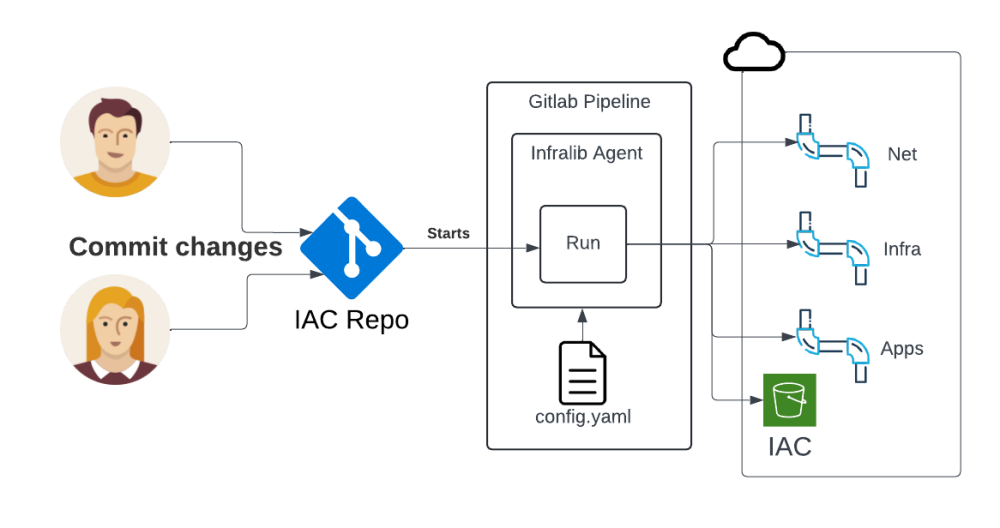 Commit changes
IAC Repo
Starts
Gitlab Pipeline
Infralib Agent
Run
config.yaml
Net
Infra
Apps
IAC